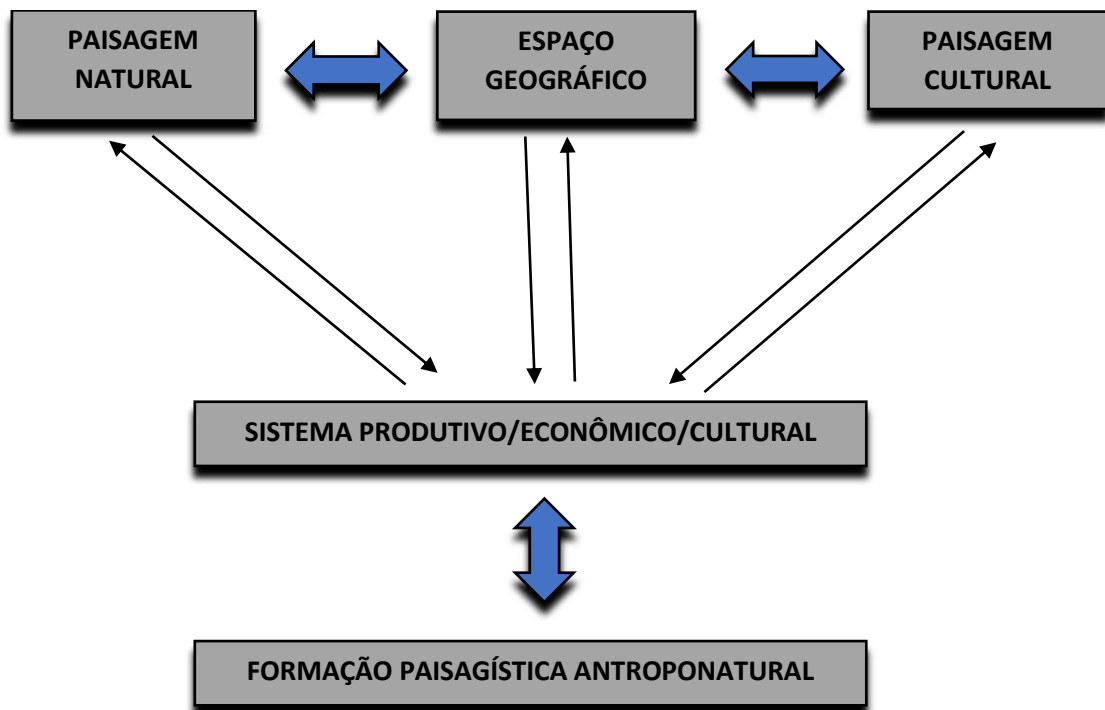 PAISAGEM
NATURAL
ESPAÇO
GEOGRÁFICO
PAISAGEM
CULTURAL
SISTEMA PRODUTIVO/ECONÔMICO/CULTURAL
FORMAÇÃO PAISAGÍSTICA ANTROPONATURAL